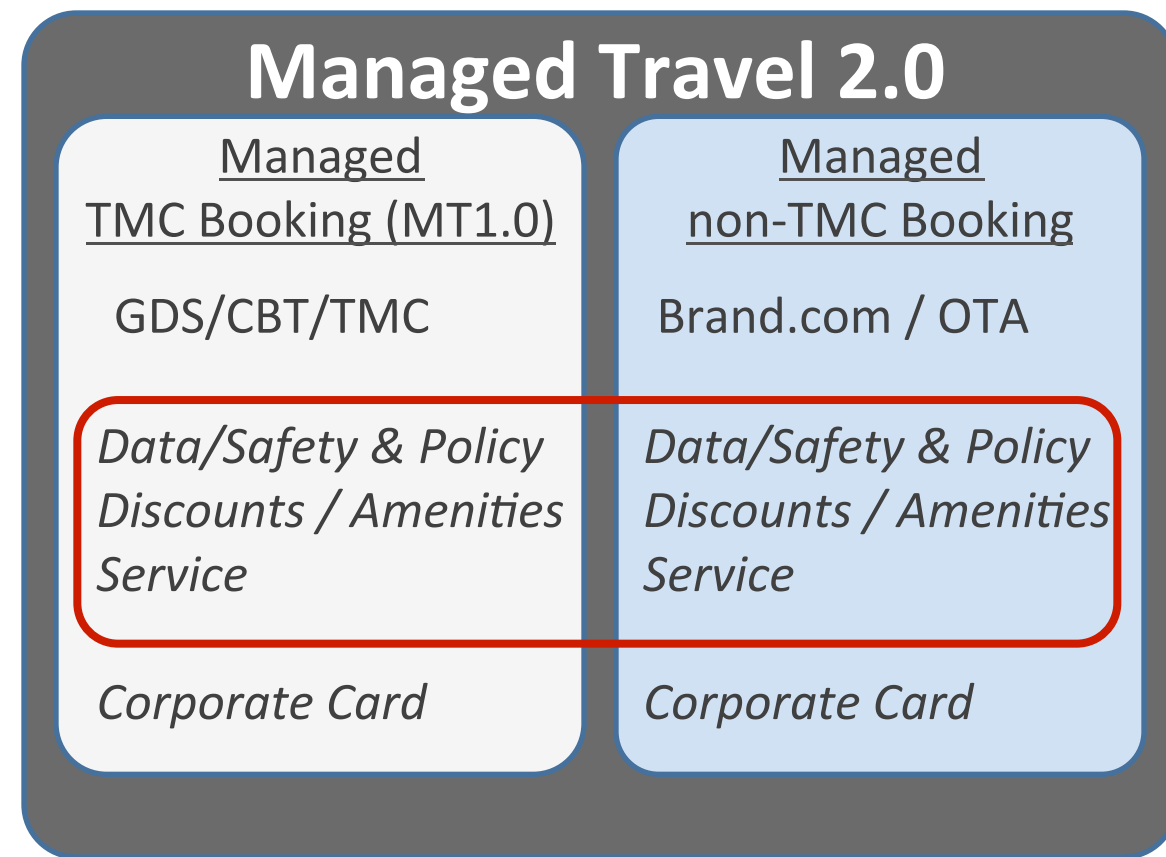 Managed Travel 2.0
Managed
TMC Booking (MT1.0)
GDS/CBT/TMC
Data/Safety & Policy
Discounts / Amenities
Service
Corporate Card
Managed
non-TMC Booking
Brand.com / OTA
Data/Safety & Policy
Discounts / Amenities
Service
Corporate Card